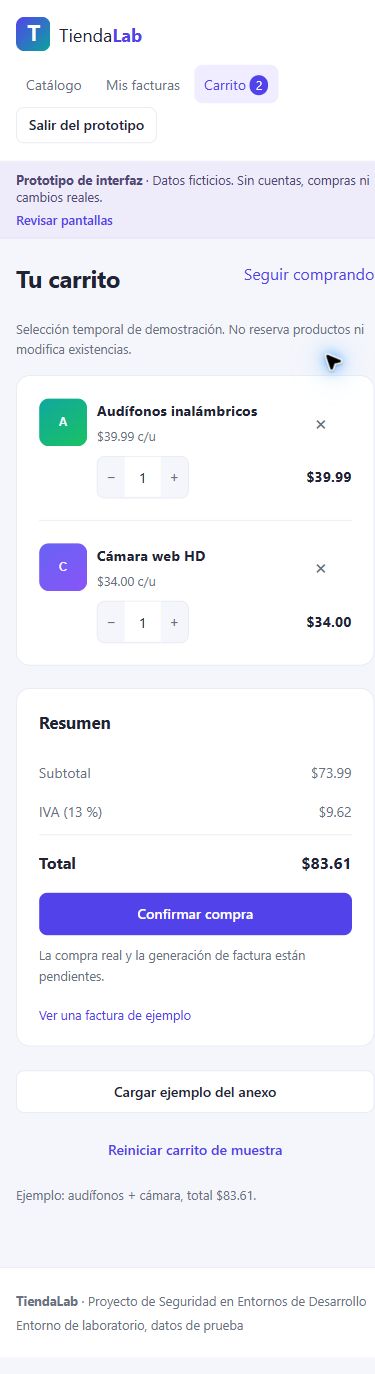 T TiendaLab
Catálogo Mis facturas Carrito 2
Salir del prototipo
Prototipo de interfaz · Datos ficticios. Sin cuentas, compras ni
cambios reales.
Revisar pantallas
Tu carrito Seguir comprando
Selección temporal de demostración. No reserva productos ni
modifica existencias.
A Audífonos inalámbricos ×
$39.99 c/u
− 1 + $39.99
C Cámara web HD ×
$34.00 c/u
− 1 + $34.00
Resumen
Subtotal $73.99
IVA (13 %) $9.62
Total $83.61
Confirmar compra
La compra real y la generación de factura están
pendientes.
Ver una factura de ejemplo
Cargar ejemplo del anexo
Reiniciar carrito de muestra
Ejemplo: audífonos + cámara, total $83.61.
TiendaLab · Proyecto de Seguridad en Entornos de Desarrollo
Entorno de laboratorio, datos de prueba